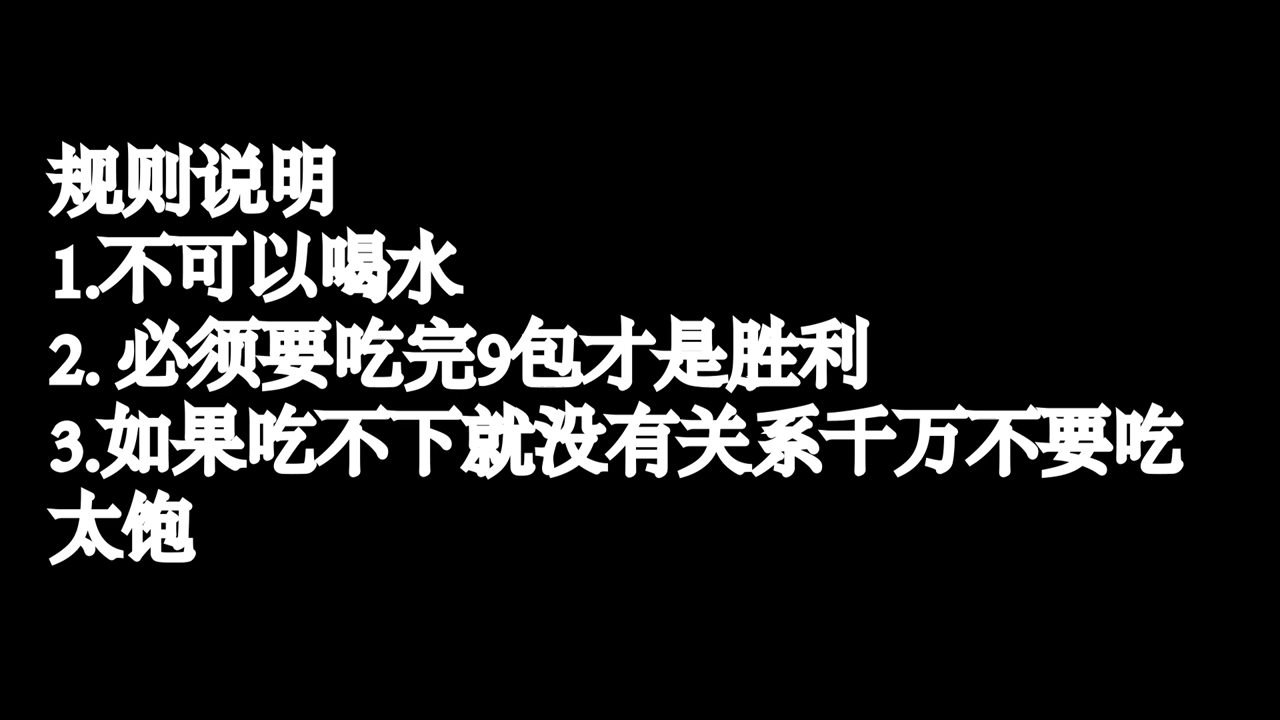 规则说明
1.不可以喝水
2. 必须要吃完9包才是胜利
3.如果吃不下就没有关系千万不要吃
太饱